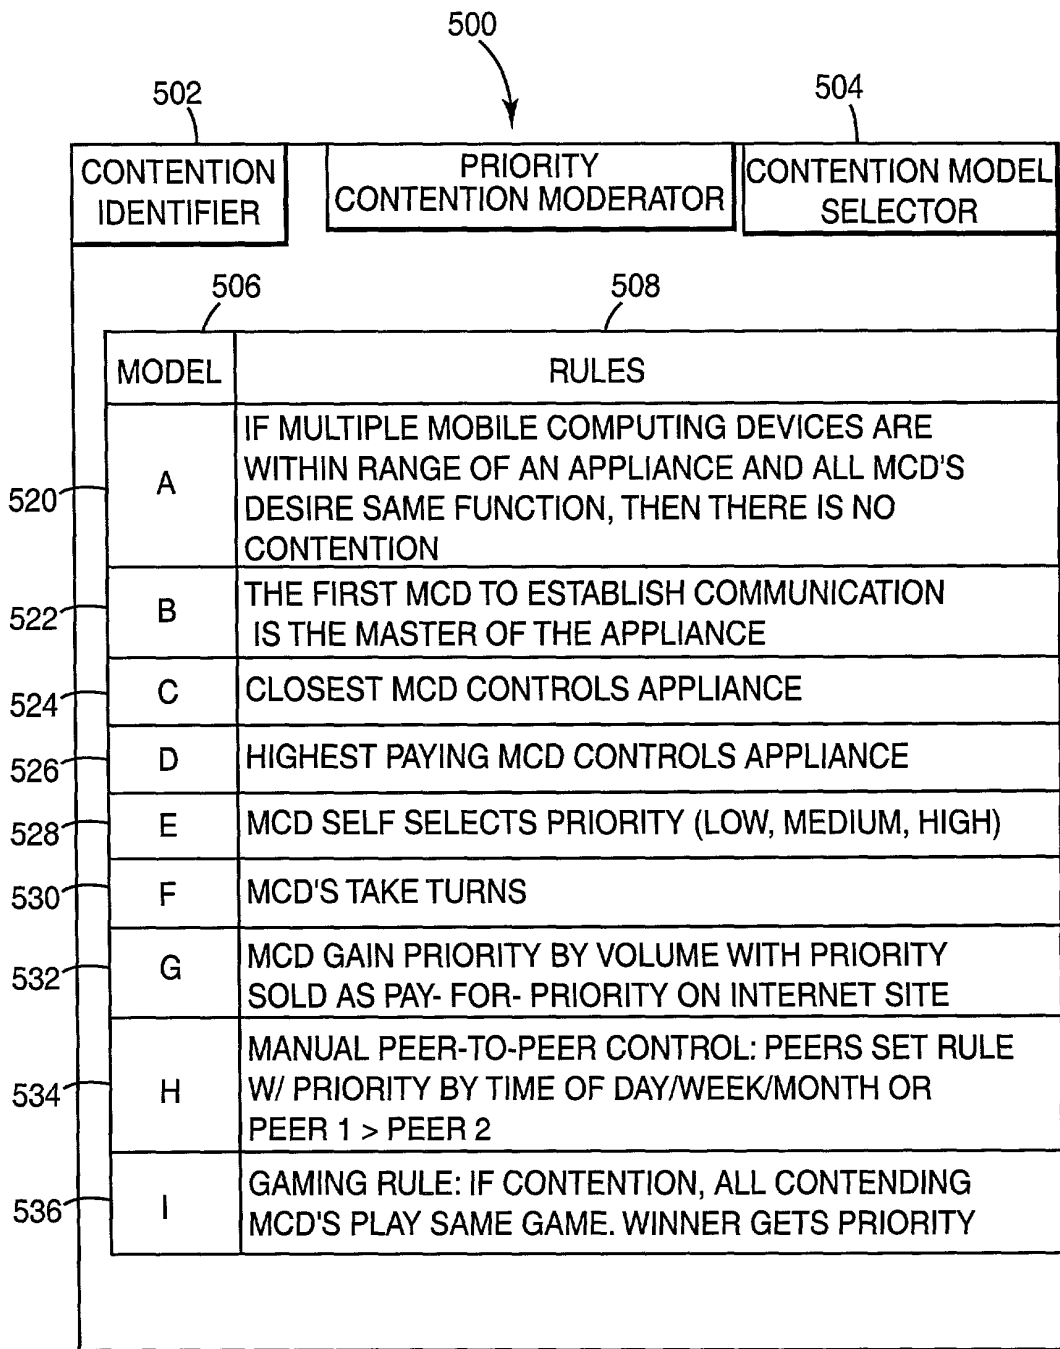 500
502
504
CONTENTION
IDENTIFIER
PRIORITY
CONTENTION MODERATOR
CONTENTION MODEL
SELECTOR
506
508
MODEL
RULES
520
A
IF MULTIPLE MOBILE COMPUTING DEVICES ARE
WITHIN RANGE OF AN APPLIANCE AND ALL MCD'S
DESIRE SAME FUNCTION, THEN THERE IS NO
CONTENTION
522
B
THE FIRST MCD TO ESTABLISH COMMUNICATION
IS THE MASTER OF THE APPLIANCE
524
C
CLOSEST MCD CONTROLS APPLIANCE
526
D
HIGHEST PAYING MCD CONTROLS APPLIANCE
528
E
MCD SELF SELECTS PRIORITY (LOW, MEDIUM, HIGH)
530
F
MCD'S TAKE TURNS
532
G
MCD GAIN PRIORITY BY VOLUME WITH PRIORITY
SOLD AS PAY- FOR- PRIORITY ON INTERNET SITE
534
H
MANUAL PEER-TO-PEER CONTROL: PEERS SET RULE
W/ PRIORITY BY TIME OF DAY/WEEK/MONTH OR
PEER 1 > PEER 2
536
I
GAMING RULE: IF CONTENTION, ALL CONTENDING
MCD'S PLAY SAME GAME. WINNER GETS PRIORITY